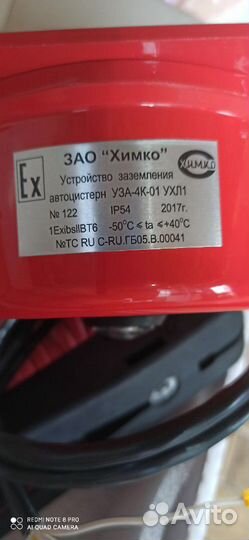 ЗАО "Химко"
Ex
Химко
Устройство заземления
автоцистерн УЗА-4К-01 УХЛ1
№ 122 IP54 2017г.
1ExibsIIBT6 -50°C ≤ ta ≤+40°C
№TC RU C-RU.ГБ05.В.00041
REDMI NOTE 8 PRO
AI QUAD CAMERA
Avito